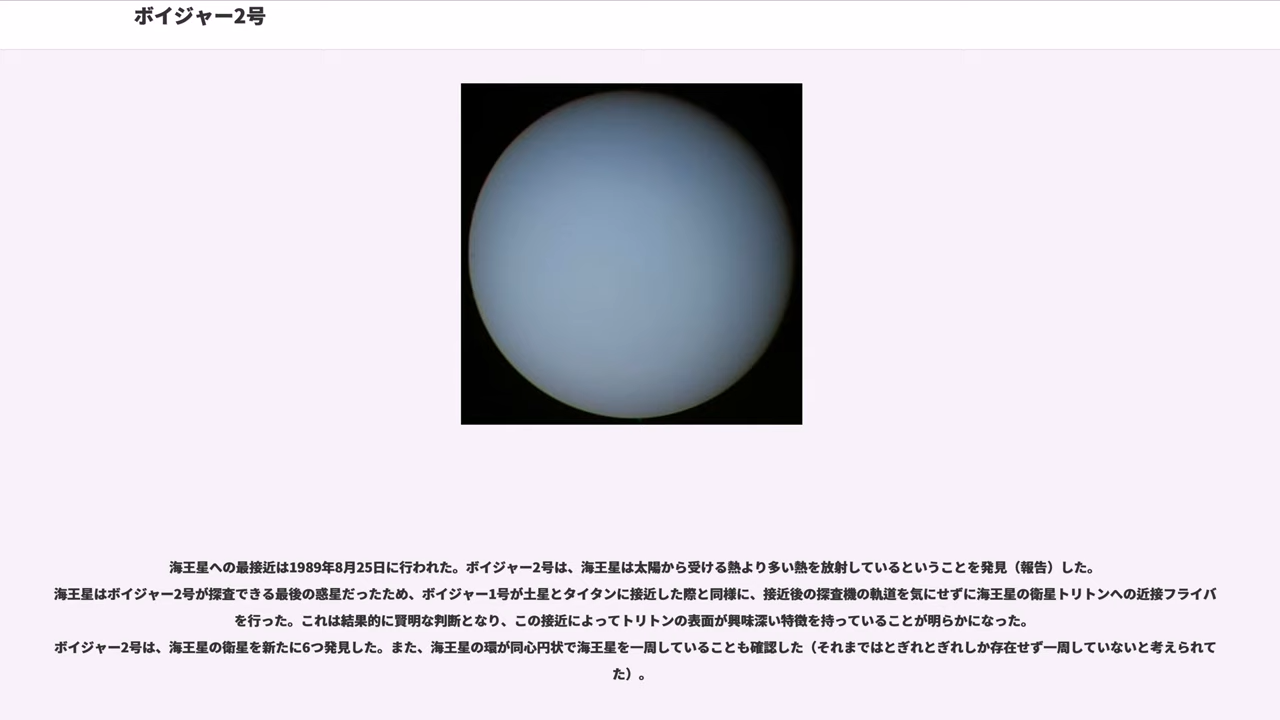 ボイジャー2号
海王星への最接近は1989年8月25日に行われた。ボイジャー2号は、海王星は太陽から受ける熱より多い熱を放射しているということを発見（報告）した。
海王星はボイジャー2号が探査できる最後の惑星だったため、ボイジャー1号が土星とタイタンに接近した際と同様に、接近後の探査機の軌道を気にせずに海王星の衛星トリトンへの近接フライバ
を行った。これは結果的に賢明な判断となり、この接近によってトリトンの表面が興味深い特徴を持っていることが明らかになった。
ボイジャー2号は、海王星の衛星を新たに6つ発見した。また、海王星の環が同心円状で海王星を一周していることも確認した（それまではとぎれとぎれしか存在せず一周していないと考えられて
た）。